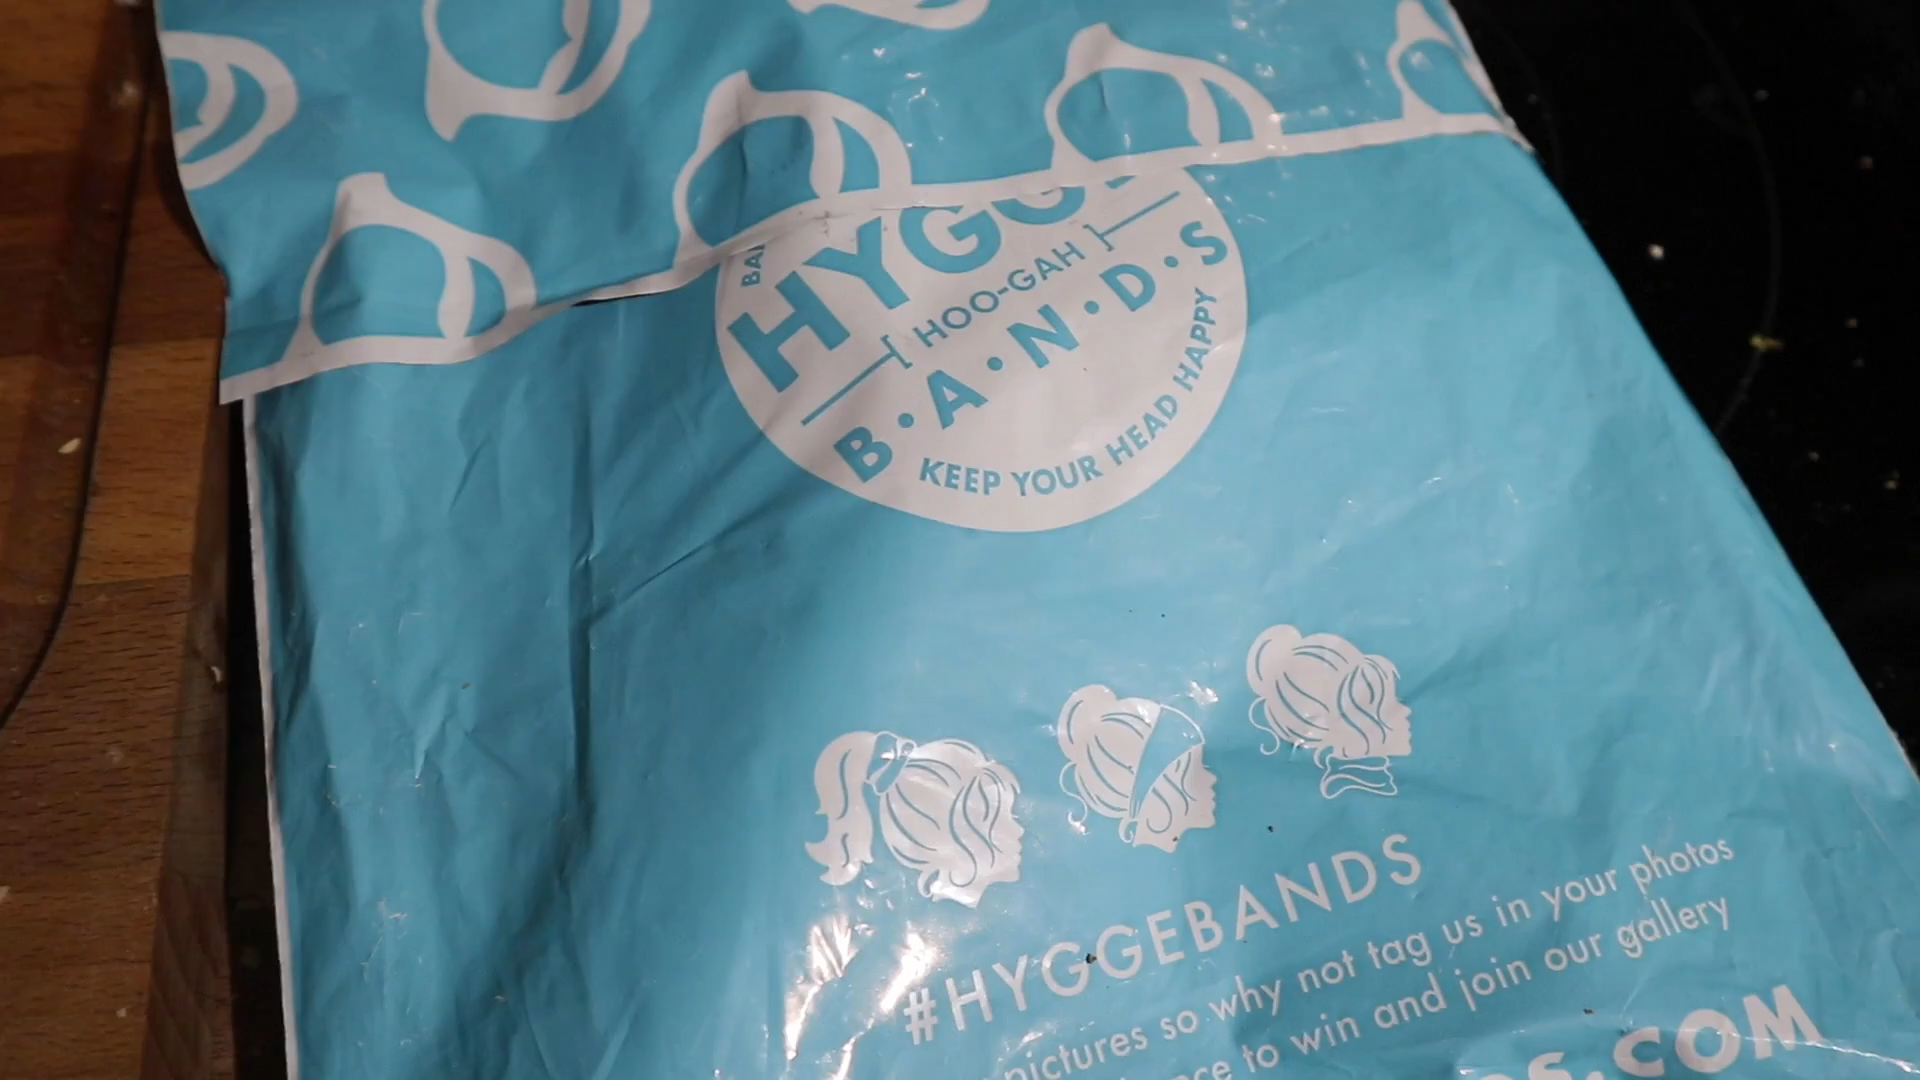 [HOO-GAH]
B•A•N•D•S
KEEP YOUR HEAD HAPPY
#HYGGEBANDS
pictures so why not tag us in your photos
to win and join our gallery
.COM